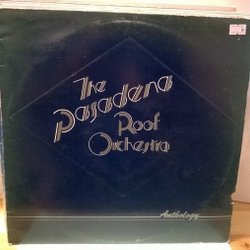 The
Pasadena
Roof
Orchestra
Anthology